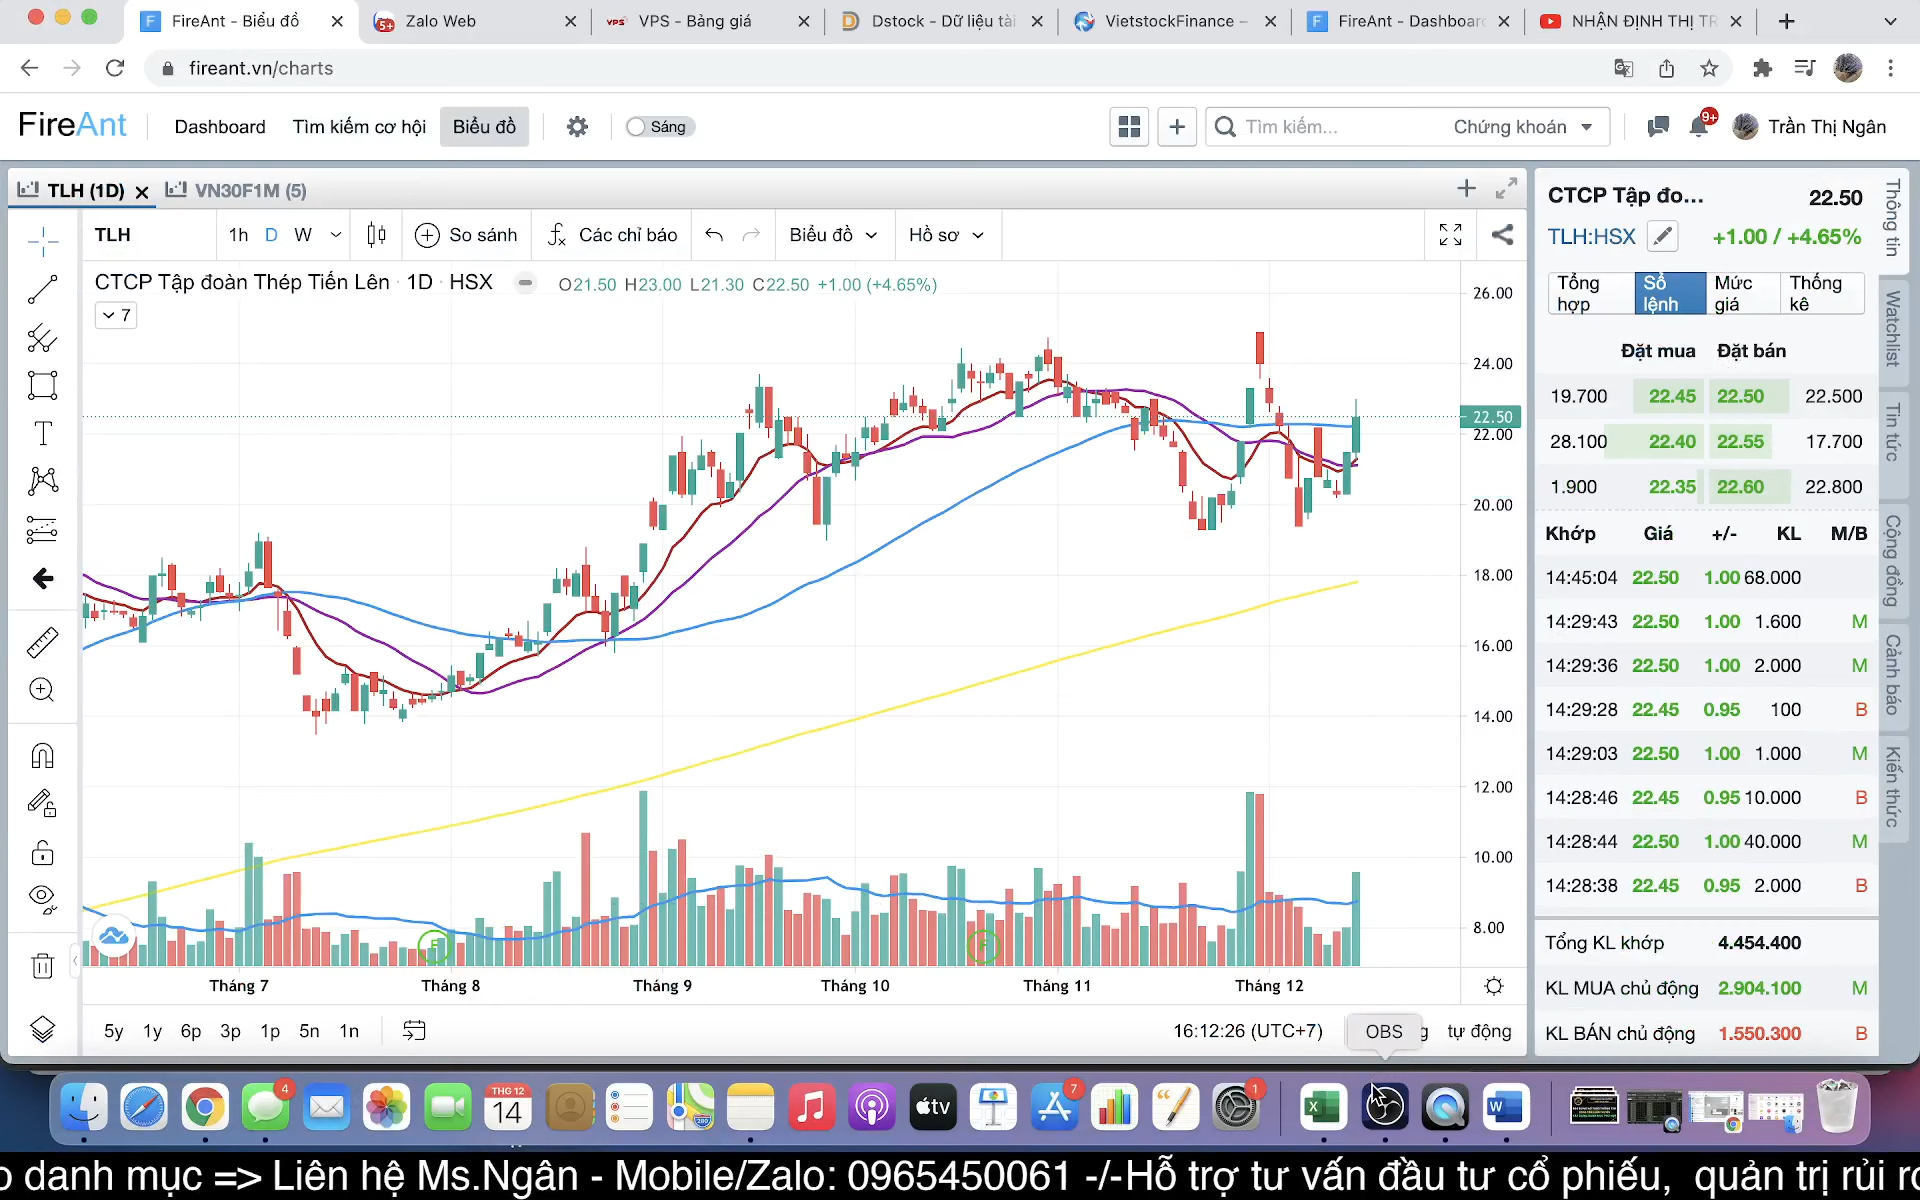 FireAnt - Biểu đồ
Zalo Web
VPS - Bảng giá
Dstock - Dữ liệu tài
VietstockFinance -
FireAnt - Dashboard
NHẬN ĐỊNH THỊ TR
5+
VPS
fireant.vn/charts
FireAnt
Dashboard
Tìm kiếm cơ hội
Biểu đồ
Sáng
Tìm kiếm...
Chứng khoán
9+
Trần Thị Ngân
TLH (1D)
VN30F1M (5)
TLH
1h
D
W
So sánh
Các chỉ báo
Biểu đồ
Hồ sơ
CTCP Tập đoàn Thép Tiến Lên · 1D · HSX
O21.50 H23.00 L21.30 C22.50 +1.00 (+4.65%)
7
26.00
24.00
22.50
22.00
20.00
18.00
16.00
14.00
12.00
10.00
8.00
Tháng 7
Tháng 8
Tháng 9
Tháng 10
Tháng 11
Tháng 12
5y 1y 6p 3p 1p 5n 1n
16:12:26 (UTC+7)
OBS
g
tự động
CTCP Tập đo... 22.50
TLH:HSX +1.00 / +4.65%
Tổng hợp
Sổ lệnh
Mức giá
Thống kê
Đặt mua Đặt bán
19.700 22.45 22.50 22.500
28.100 22.40 22.55 17.700
1.900 22.35 22.60 22.800
Khớp Giá +/- KL M/B
14:45:04 22.50 1.00 68.000
14:29:43 22.50 1.00 1.600 M
14:29:36 22.50 1.00 2.000 M
14:29:28 22.45 0.95 100 B
14:29:03 22.50 1.00 1.000 M
14:28:46 22.45 0.95 10.000 B
14:28:44 22.50 1.00 40.000 M
14:28:38 22.45 0.95 2.000 B
Tổng KL khớp 4.454.400
KL MUA chủ động 2.904.100 M
KL BÁN chủ động 1.550.300 B
Thông tin
Watchlist
Tin tức
Cộng đồng
Cảnh báo
Kiến thức
4
THG 12
14
tv
7
1
X
W
o danh mục => Liên hệ Ms.Ngân - Mobile/Zalo: 0965450061 -/-Hỗ trợ tư vấn đầu tư cổ phiếu, quản trị rủi r